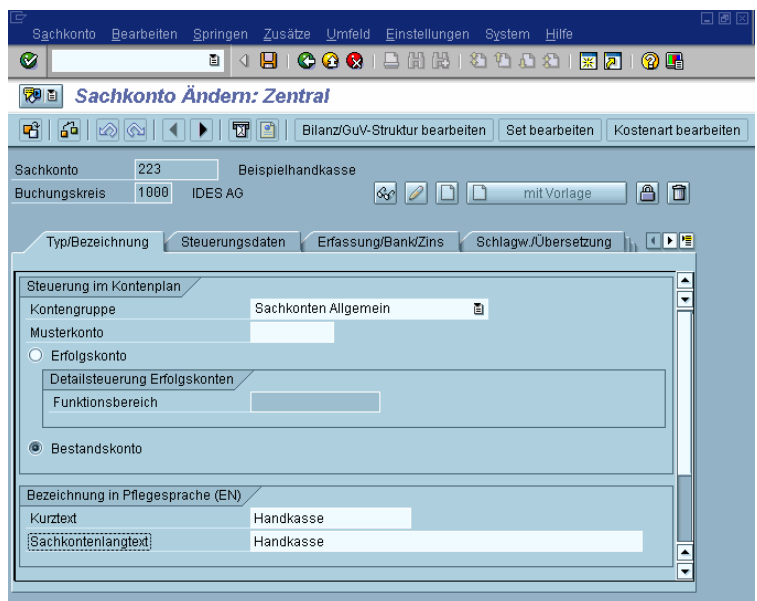 Sachkonto Bearbeiten Springen Zusätze Umfeld Einstellungen System Hilfe
Sachkonto Ändern: Zentral
Bilanz/GuV-Struktur bearbeiten Set bearbeiten Kostenart bearbeiten
Sachkonto 223 Beispielhandkasse
Buchungskreis 1000 IDES AG mit Vorlage
Typ/Bezeichnung Steuerungsdaten Erfassung/Bank/Zins Schlagw./Übersetzung
Steuerung im Kontenplan
Kontengruppe Sachkonten Allgemein
Musterkonto
Erfolgskonto
Detailsteuerung Erfolgskonten
Funktionsbereich
Bestandskonto
Bezeichnung in Pflegesprache (EN)
Kurztext Handkasse
Sachkontenlangtext Handkasse